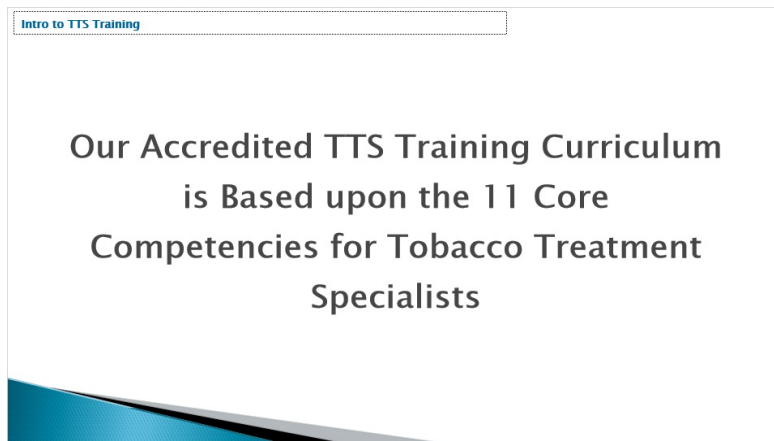 Intro to TTS Training
Our Accredited TTS Training Curriculum
is Based upon the 11 Core
Competencies for Tobacco Treatment
Specialists